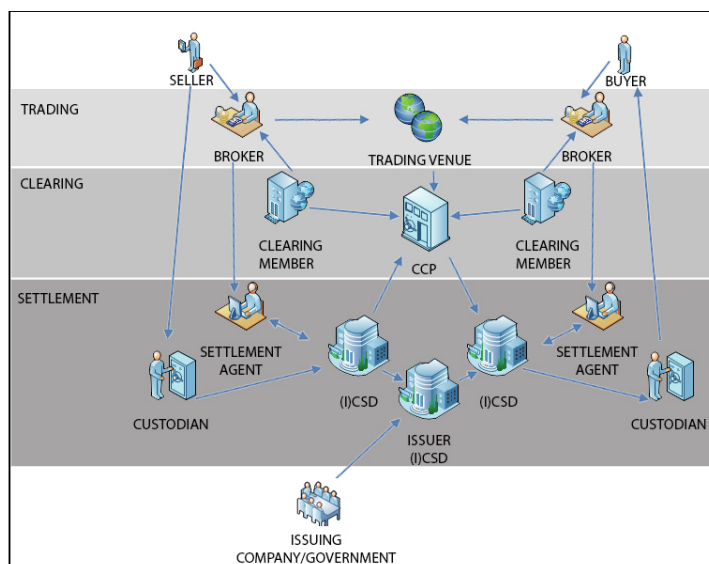 SELLER
BUYER
TRADING
BROKER
TRADING VENUE
BROKER
CLEARING
CLEARING
MEMBER
CCP
CLEARING
MEMBER
SETTLEMENT
SETTLEMENT
AGENT
SETTLEMENT
AGENT
(I)CSD
(I)CSD
CUSTODIAN
CUSTODIAN
ISSUER
(I)CSD
ISSUING
COMPANY/GOVERNMENT